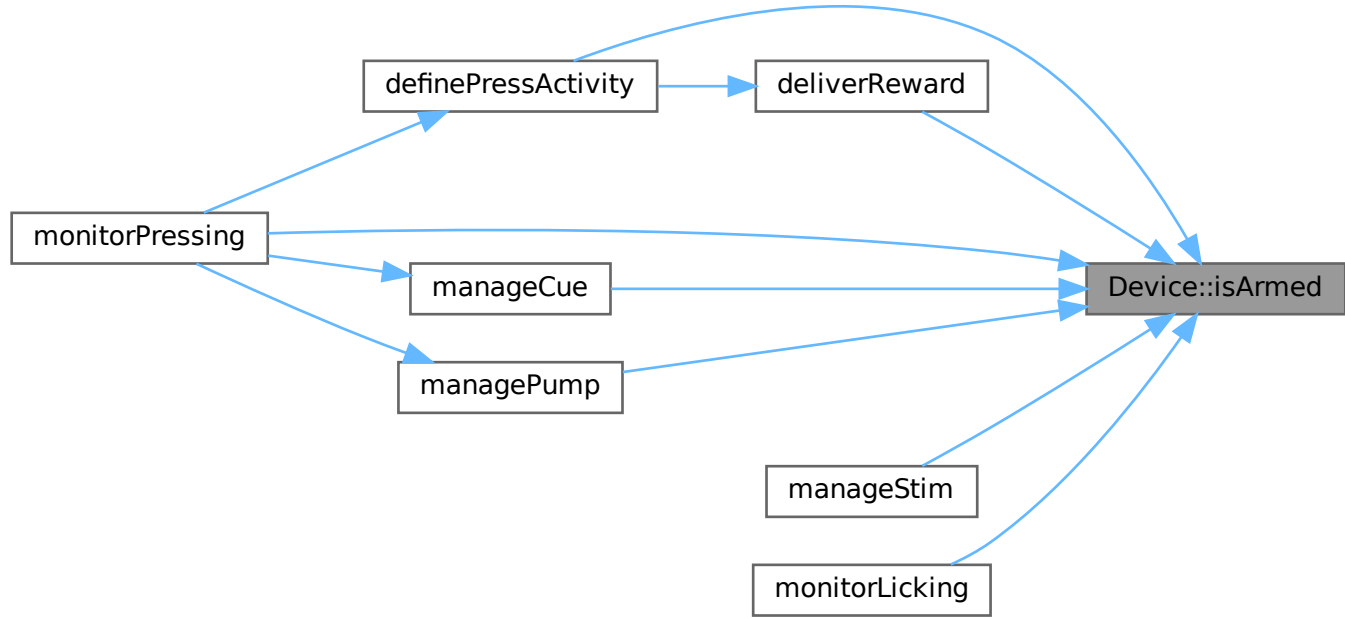 definePressActivity
deliverReward
monitorPressing
manageCue
Device::isArmed
managePump
manageStim
monitorLicking